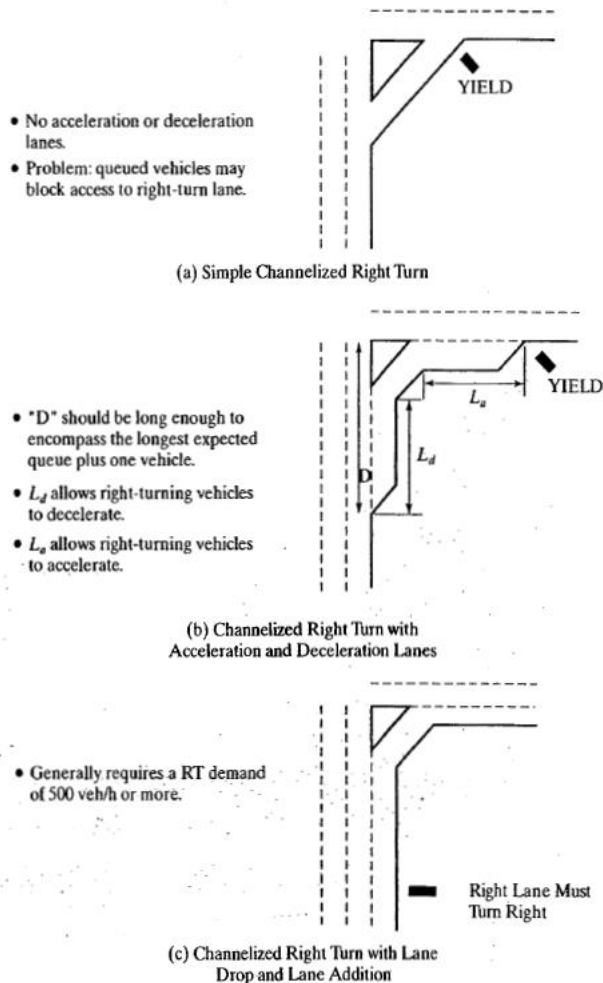 YIELD
• No acceleration or deceleration
lanes.
• Problem: queued vehicles may
block access to right-turn lane.
(a) Simple Channelized Right Turn
YIELD
Lₐ
• "D" should be long enough to
encompass the longest expected
queue plus one vehicle.
D
L_d
• L_d allows right-turning vehicles
to decelerate.
• Lₐ allows right-turning vehicles
to accelerate.
(b) Channelized Right Turn with
Acceleration and Deceleration Lanes
• Generally requires a RT demand
of 500 veh/h or more.
Right Lane Must
Turn Right
(c) Channelized Right Turn with Lane
Drop and Lane Addition